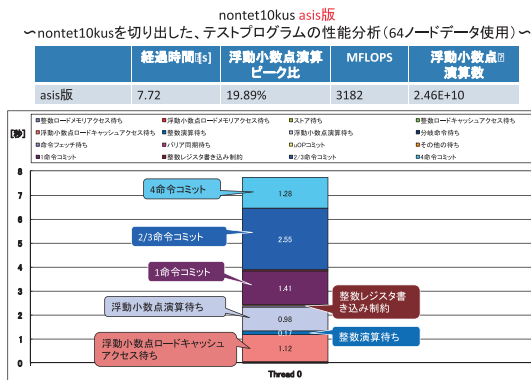 nontet10kus asis版
～nontet10kusを切り出した、テストプログラムの性能分析（64ノードデータ使用）～
経過時間[s] 浮動小数点演算ピーク比 MFLOPS 浮動小数点演算数
asis版 7.72 19.89% 3182 2.46E+10
整数ロードメモリアクセス待ち 浮動小数点ロードメモリアクセス待ち ストア待ち 整数ロードキャッシュアクセス待ち
浮動小数点ロードキャッシュアクセス待ち 整数演算待ち 浮動小数点演算待ち 分岐命令待ち
命令フェッチ待ち バリア同期待ち uOPコミット その他の待ち
1命令コミット 整数レジスタ書き込み制約 2/3命令コミット 4命令コミット
[秒]
8
7
4命令コミット 1.28
6
2/3命令コミット 2.55
5
4
1命令コミット 1.41
3
整数レジスタ書き込み制約
浮動小数点演算待ち 0.98
2
0.17 整数演算待ち
1
浮動小数点ロードキャッシュアクセス待ち 1.12
0
Thread 0